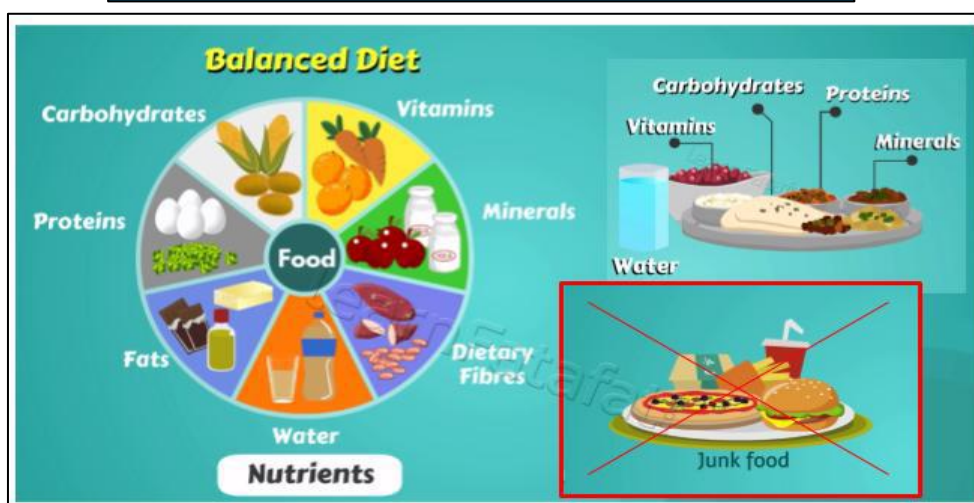 Balanced Diet
Carbohydrates
Vitamins
Proteins
Minerals
Food
Fats
Dietary
Fibres
Water
Nutrients
Carbohydrates
Proteins
Vitamins
Minerals
Water
Junk food